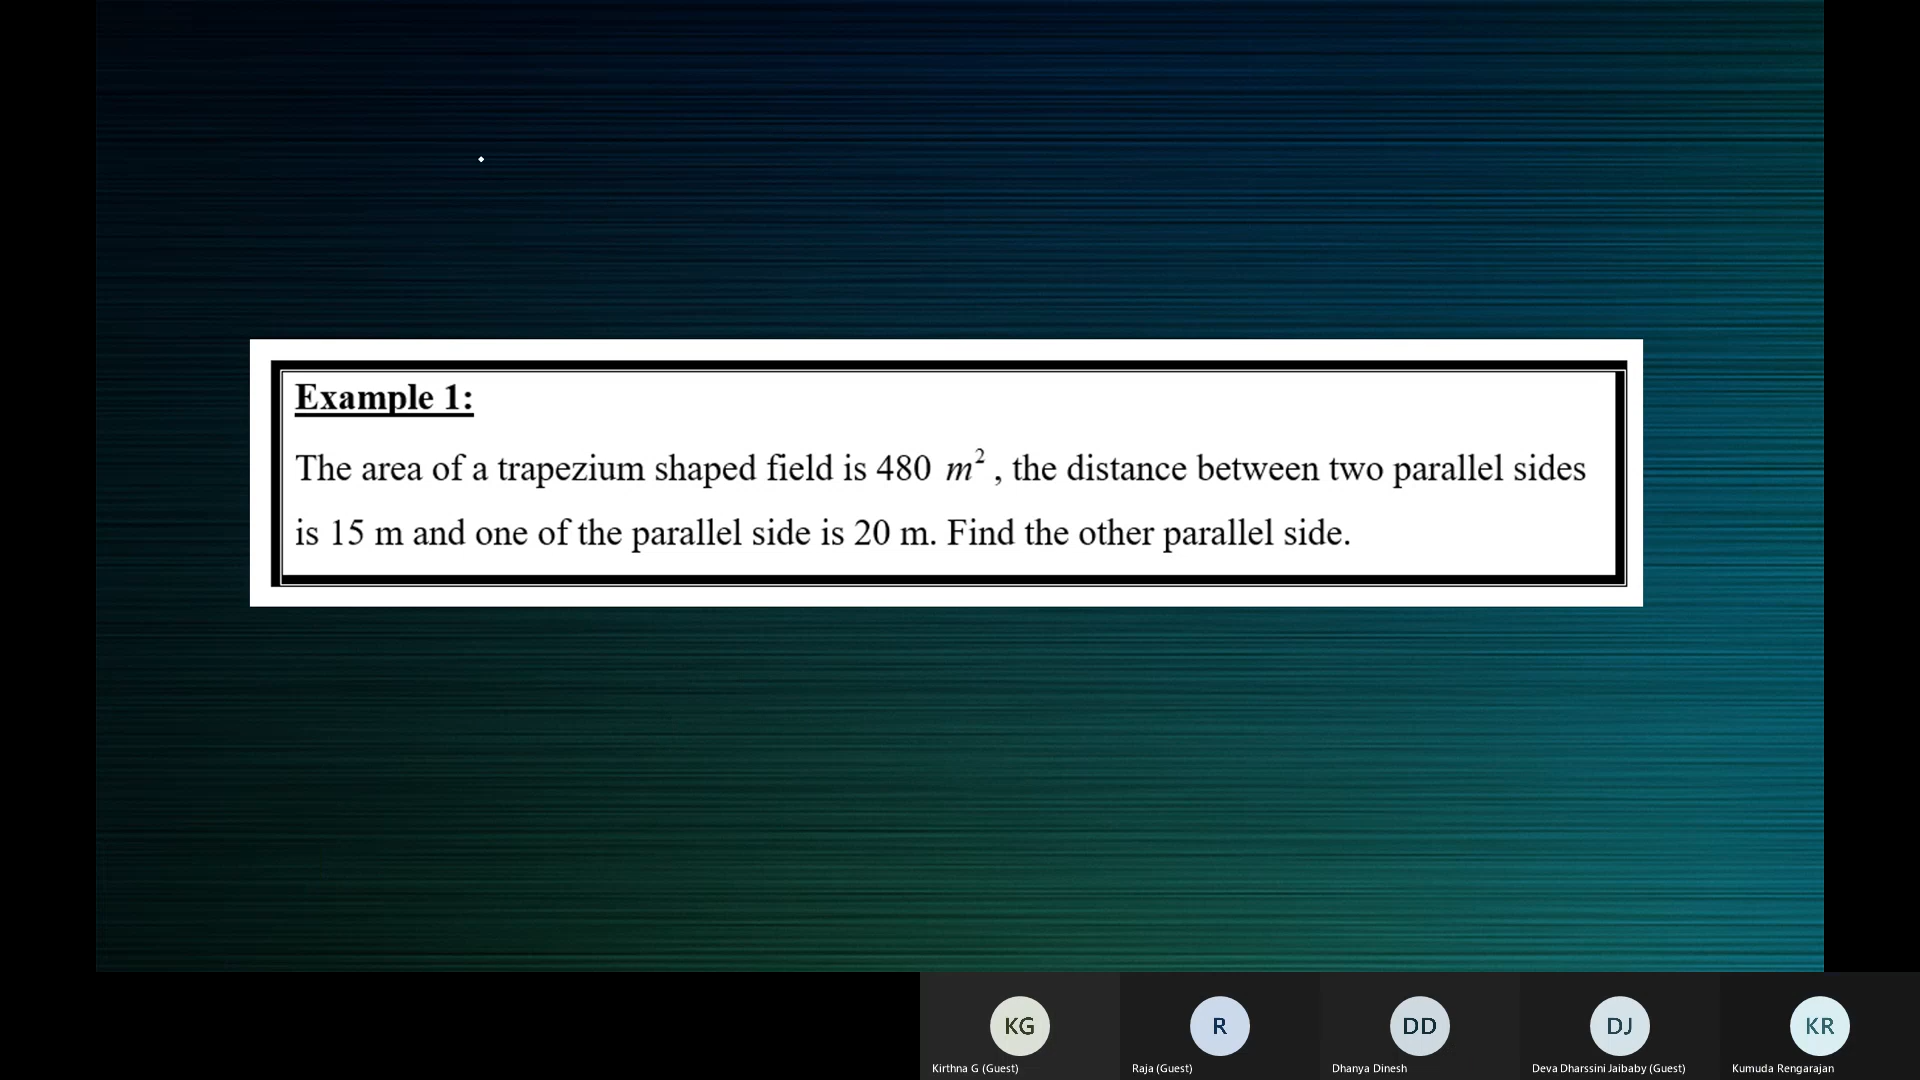 Example 1:
The area of a trapezium shaped field is 480 m², the distance between two parallel sides
is 15 m and one of the parallel side is 20 m. Find the other parallel side.
KG
R
DD
DJ
KR
Kirthna G (Guest)
Raja (Guest)
Dhanya Dinesh
Deva Dharssini Jaibaby (Guest)
Kumuda Rengarajan